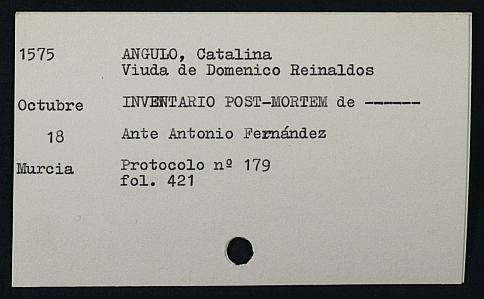 1575 ANGULO, Catalina
Viuda de Domenico Reinaldos
Octubre INVENTARIO POST-MORTEM de ------
18 Ante Antonio Fernández
Murcia Protocolo nº 179
fol. 421